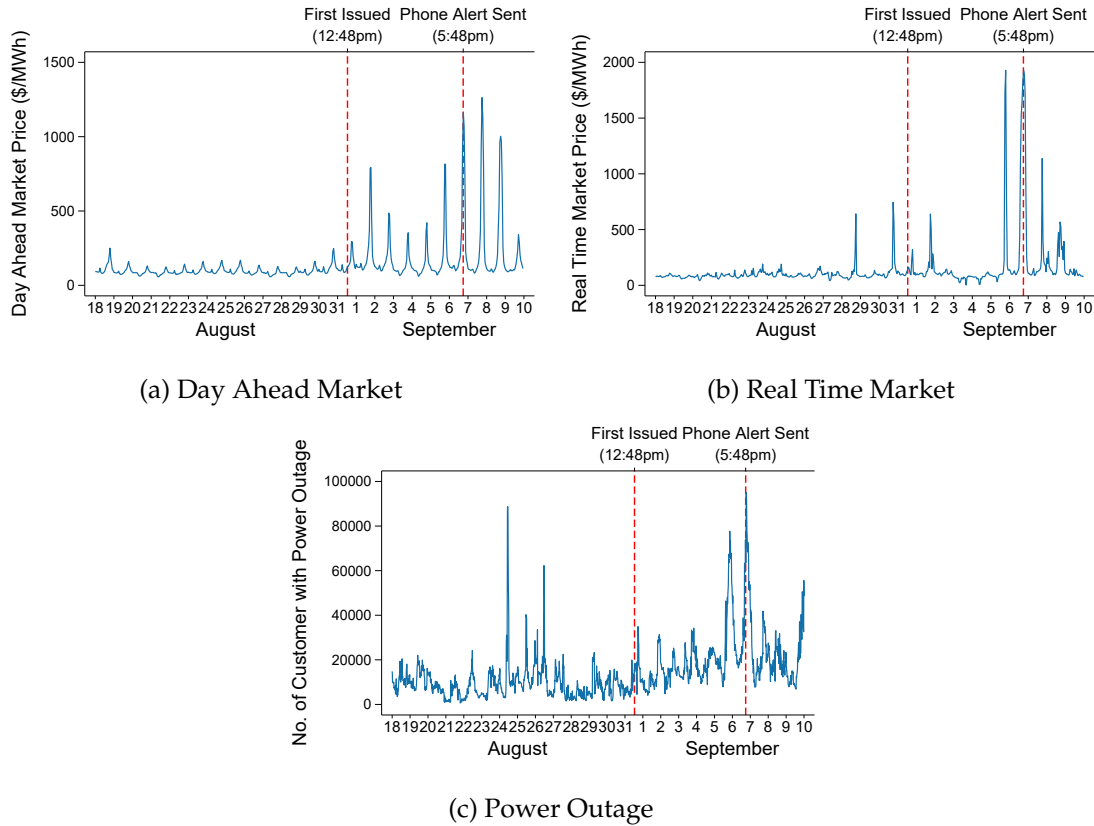 First Issued Phone Alert Sent
(12:48pm) (5:48pm)
Day Ahead Market Price ($/MWh)
1500
1000
500
0
18 19 20 21 22 23 24 25 26 27 28 29 30 31 1 2 3 4 5 6 7 8 9 10
August September
(a) Day Ahead Market
First Issued Phone Alert Sent
(12:48pm) (5:48pm)
Real Time Market Price ($/MWh)
2000
1500
1000
500
0
18 19 20 21 22 23 24 25 26 27 28 29 30 31 1 2 3 4 5 6 7 8 9 10
August September
(b) Real Time Market
First Issued Phone Alert Sent
(12:48pm) (5:48pm)
No. of Customer with Power Outage
100000
80000
60000
40000
20000
0
18 19 20 21 22 23 24 25 26 27 28 29 30 31 1 2 3 4 5 6 7 8 9 10
August September
(c) Power Outage